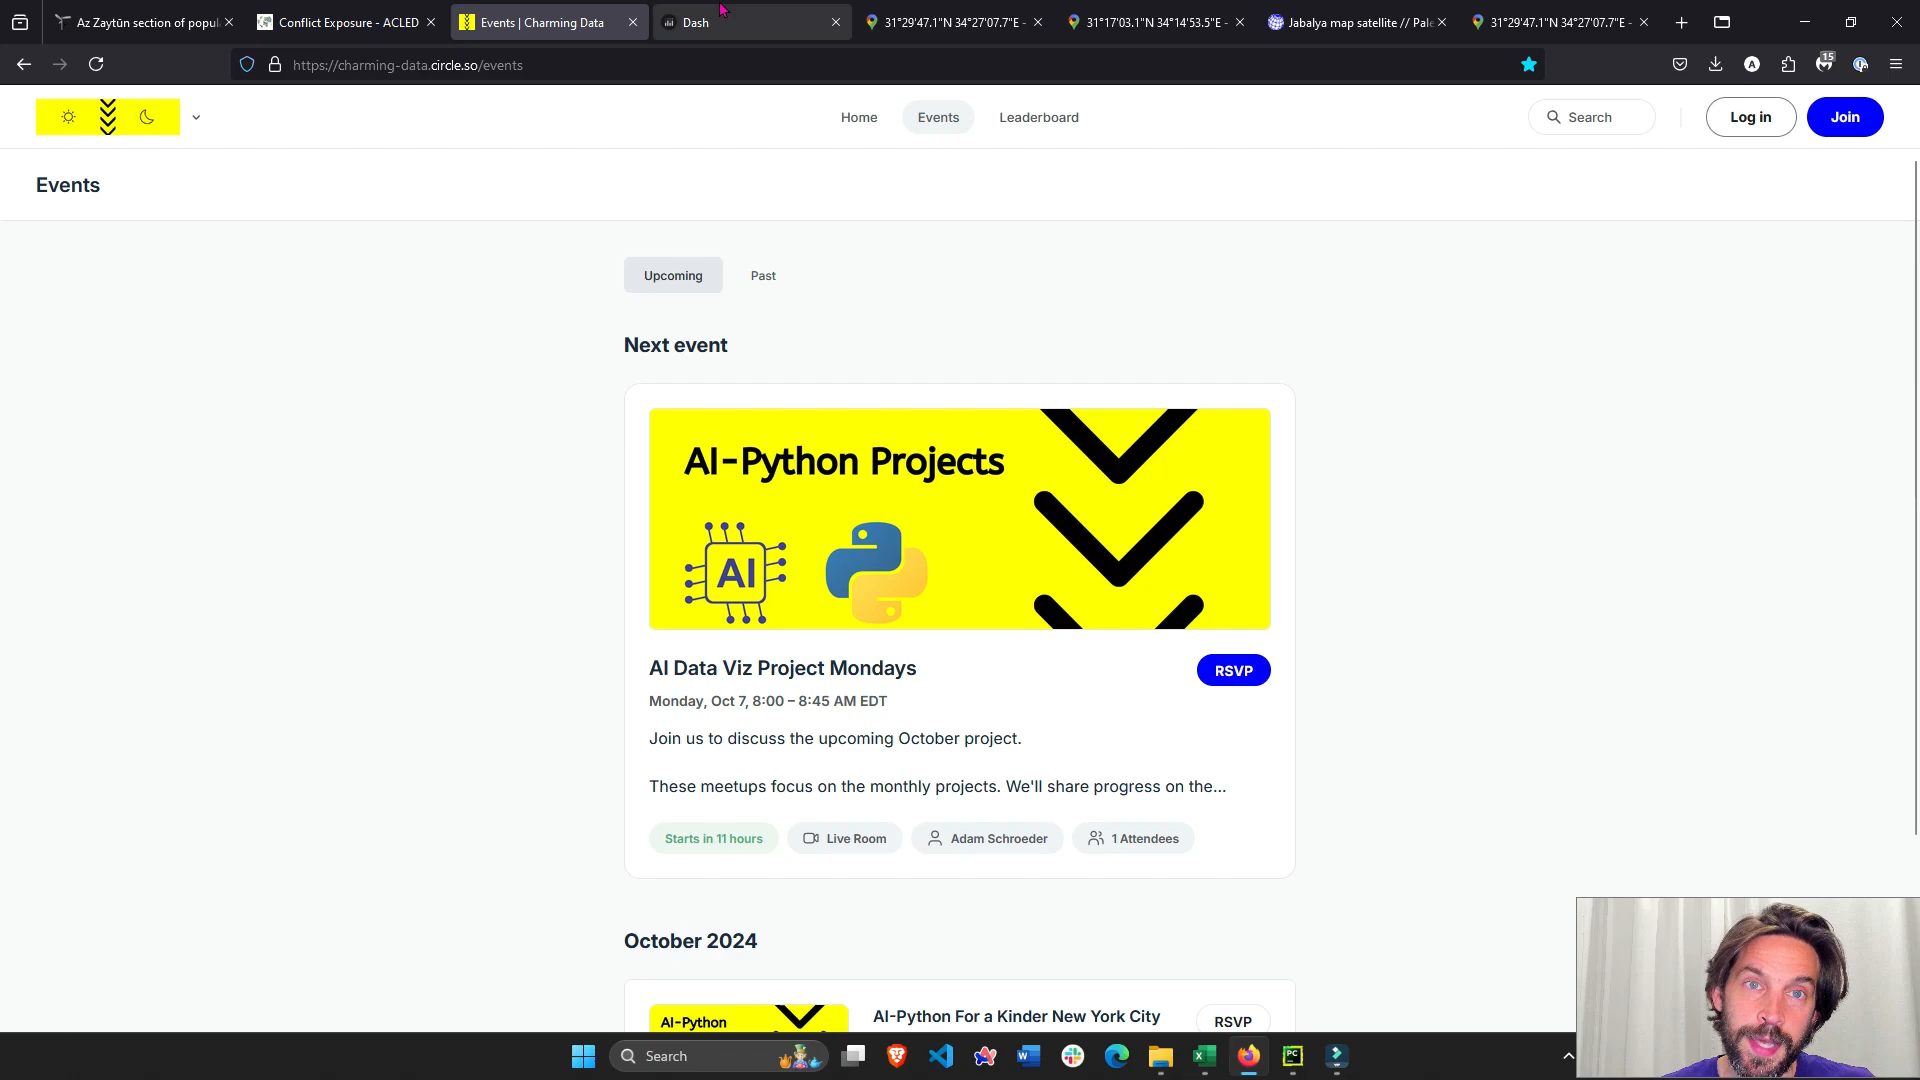 Az Zaytūn section of popul
Conflict Exposure - ACLED
Events | Charming Data
Dash
31°29'47.1"N 34°27'07.7"E -
31°17'03.1"N 34°14'53.5"E -
Jabalya map satellite // Pale
31°29'47.1"N 34°27'07.7"E -
https://charming-data.circle.so/events
A
15
Home
Events
Leaderboard
Search
Log in
Join
Events
Upcoming
Past
Next event
AI-Python Projects
AI
AI Data Viz Project Mondays
RSVP
Monday, Oct 7, 8:00 – 8:45 AM EDT
Join us to discuss the upcoming October project.
These meetups focus on the monthly projects. We'll share progress on the...
Starts in 11 hours
Live Room
Adam Schroeder
1 Attendees
October 2024
AI-Python
AI-Python For a Kinder New York City
RSVP
Search
PC